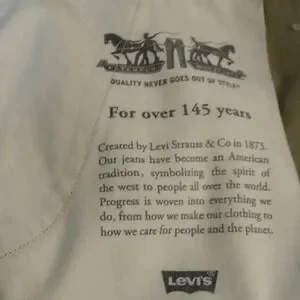 QUALITY NEVER GOES OUT OF STYLE
For over 145 years
Created by Levi Strauss & Co in 1873.
Our jeans have become an American
tradition, symbolizing the spirit of
the west to people all over the world.
Progress is woven into everything we
do, from how we make our clothing to
how we care for people and the planet.
Levi's